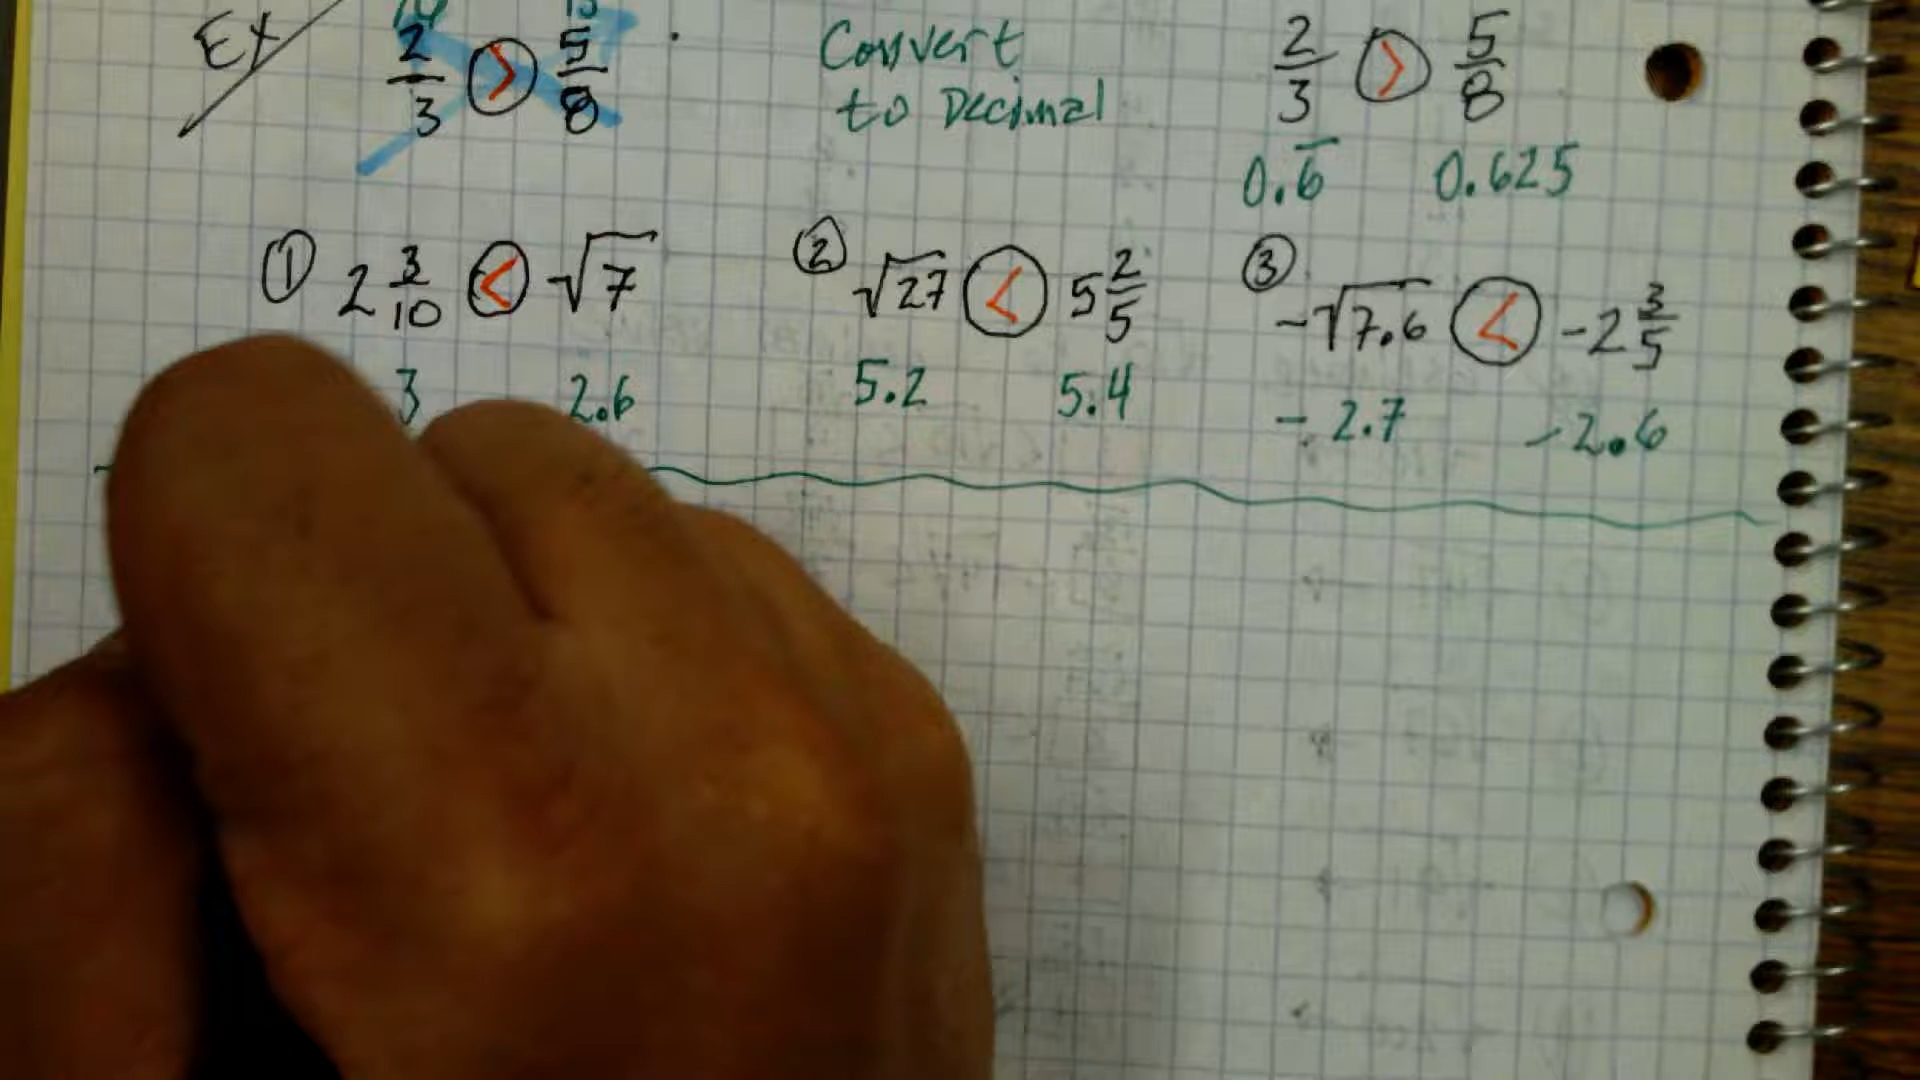 Ex 2/3 > 5/8 . Convert to Decimal 2/3 > 5/8
0.6̅ 0.625
① 2 3/10 < √7 ② √27 < 5 2/5 ③ -√7.6 < -2 3/5
3 2.6 5.2 5.4 -2.7 -2.6